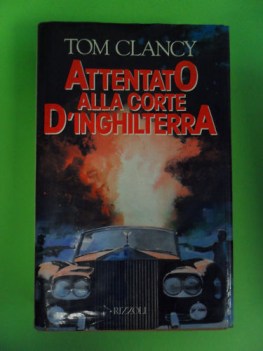 TOM CLANCY
ATTENTATO
ALLA CORTE
D'INGHILTERRA
RIZZOLI